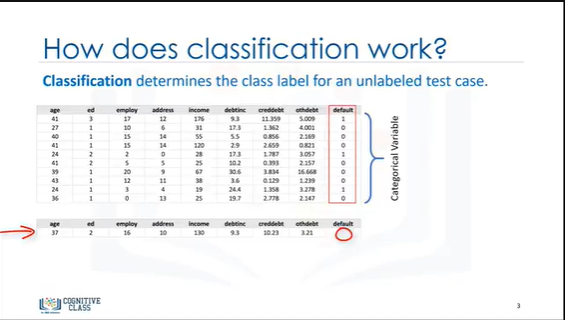 How does classification work?
Classification determines the class label for an unlabeled test case.
age ed employ address income debtinc creddebt othdebt default
41 3 17 12 176 9.3 11.359 5.009 1
27 1 10 6 31 17.3 1.362 4.001 0
40 1 15 14 55 5.5 0.856 2.169 0
41 1 15 14 120 2.9 2.659 0.821 0
24 2 2 0 28 17.3 1.787 3.057 1
41 2 5 5 25 10.2 0.393 2.157 0
39 1 20 9 67 30.6 3.834 16.668 0
43 1 12 11 38 3.6 0.129 1.239 0
24 1 3 4 19 24.4 1.358 3.278 1
36 1 0 13 25 19.7 2.778 2.147 0
Categorical Variable
age ed employ address income debtinc creddebt othdebt default
37 2 16 10 130 9.3 10.23 3.21
COGNITIVE
CLASS
3